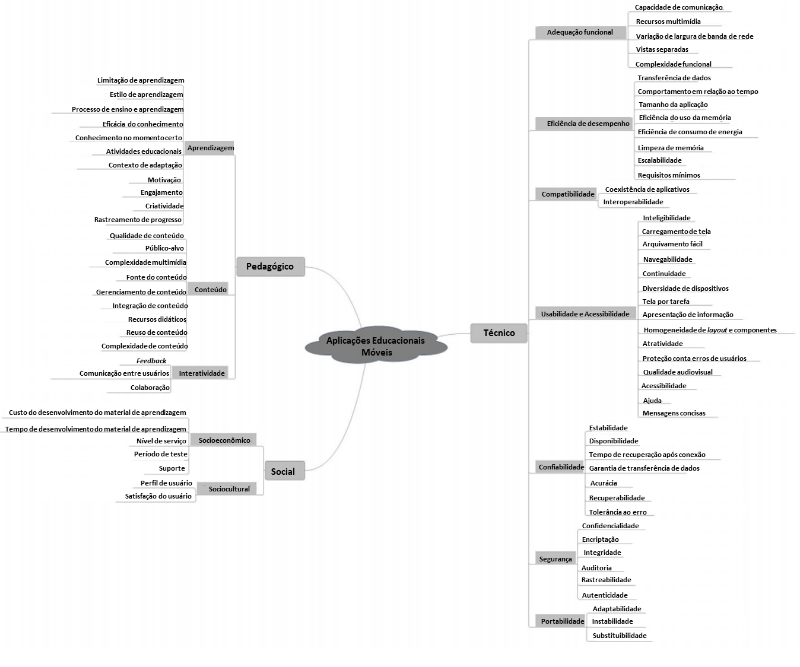 Aplicações Educacionais
Móveis
Pedagógico
Aprendizagem
Limitação de aprendizagem
Estilo de aprendizagem
Processo de ensino e aprendizagem
Eficácia do conhecimento
Conhecimento no momento certo
Atividades educacionais
Contexto de adaptação
Motivação
Engajamento
Criatividade
Rastreamento de progresso
Conteúdo
Qualidade de conteúdo
Público-alvo
Complexidade multimídia
Fonte do conteúdo
Gerenciamento de conteúdo
Integração de conteúdo
Recursos didáticos
Reuso de conteúdo
Complexidade de conteúdo
Interatividade
Feedback
Comunicação entre usuários
Colaboração
Social
Socioeconômico
Custo do desenvolvimento do material de aprendizagem
Tempo de desenvolvimento do material de aprendizagem
Nível de serviço
Período de teste
Suporte
Sociocultural
Perfil de usuário
Satisfação do usuário
Técnico
Adequação funcional
Capacidade de comunicação
Recursos multimídia
Variação de largura de banda de rede
Vistas separadas
Complexidade funcional
Eficiência de desempenho
Transferência de dados
Comportamento em relação ao tempo
Tamanho da aplicação
Eficiência do uso da memória
Eficiência de consumo de energia
Limpeza de memória
Escalabilidade
Requisitos mínimos
Compatibilidade
Coexistência de aplicativos
Interoperabilidade
Usabilidade e Acessibilidade
Inteligibilidade
Carregamento de tela
Arquivamento fácil
Navegabilidade
Continuidade
Diversidade de dispositivos
Tela por tarefa
Apresentação de informação
Homogeneidade de layout e componentes
Atratividade
Proteção conta erros de usuários
Qualidade audiovisual
Acessibilidade
Ajuda
Mensagens concisas
Confiabilidade
Estabilidade
Disponibilidade
Tempo de recuperação após conexão
Garantia de transferência de dados
Acurácia
Recuperabilidade
Tolerância ao erro
Segurança
Confidencialidade
Encriptação
Integridade
Auditoria
Rastreabilidade
Autenticidade
Portabilidade
Adaptabilidade
Instabilidade
Substituibilidade